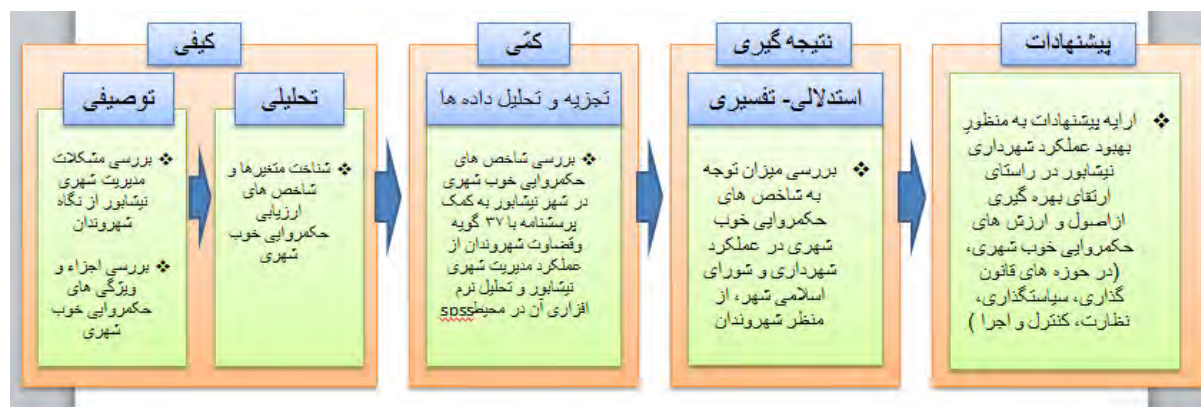 کیفی
توصیفی
❖ بررسی مشکلات
مدیریت شهری
نیشابور از نگاه
شهروندان
❖ بررسی اجزاء و
ویژگی های
حکمروایی خوب
شهری
تحلیلی
❖ شناخت متغیرها و
شاخص های
ارزیابی
حکمروایی خوب
شهری
کمّی
تجزیه و تحلیل داده ها
❖ بررسی شاخص های
حکمروایی خوب شهری
در شهر نیشابور به کمک
پرسشنامه با ۳۷ گویه
وقضاوت شهروندان از
عملکرد مدیریت شهری
نیشابور و تحلیل نرم
افزاری آن در محیطspss
نتیجه گیری
استدلالی- تفسیری
❖ بررسی میزان توجه
به شاخص های
حکمروایی خوب
شهری در عملکرد
شهرداری و شورای
اسلامی شهر، از
منظر شهروندان
پیشنهادات
❖ ارایه پیشنهادات به منظورِ
بهبود عملکرد شهرداری
نیشابور در راستای
ارتقای بهره گیری
ازاصول و ارزش های
حکمروایی خوب شهری،
(در حوزه های قانون
گذاری، سیاستگذاری،
نظارت، کنترل و اجرا )